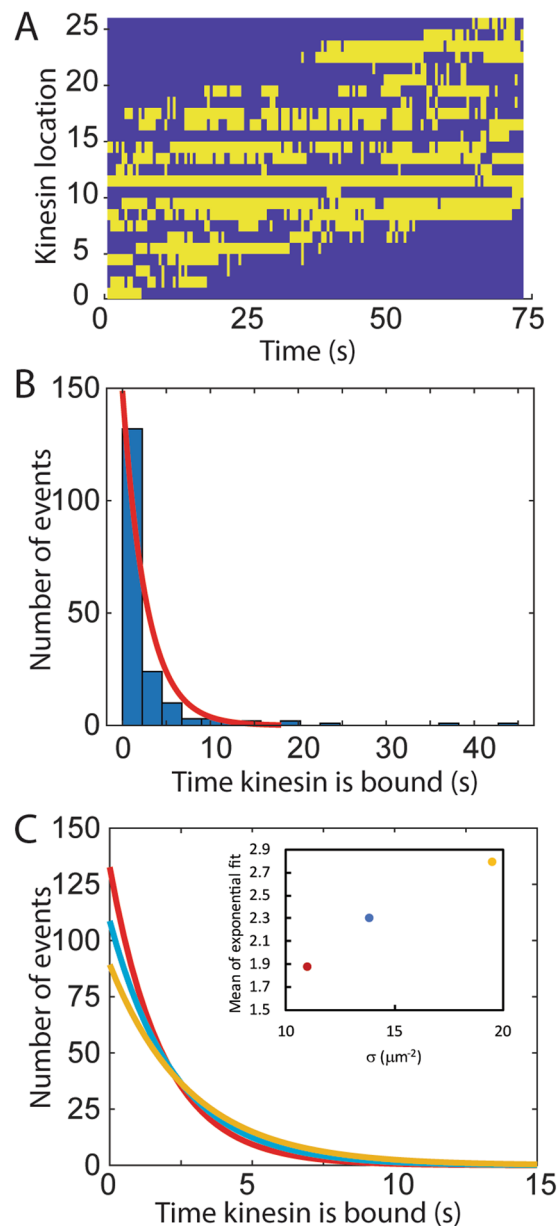 A
25
20
15
10
5
0
Kinesin location
0 25 50 75
Time (s)
B
150
100
50
0
Number of events
0 10 20 30 40
Time kinesin is bound (s)
C
150
125
100
75
50
25
0
Number of events
2.9
2.7
2.5
2.3
2.1
1.9
1.7
1.5
Mean of exponential fit
10 15 20
σ (μm⁻²)
0 5 10 15
Time kinesin is bound (s)